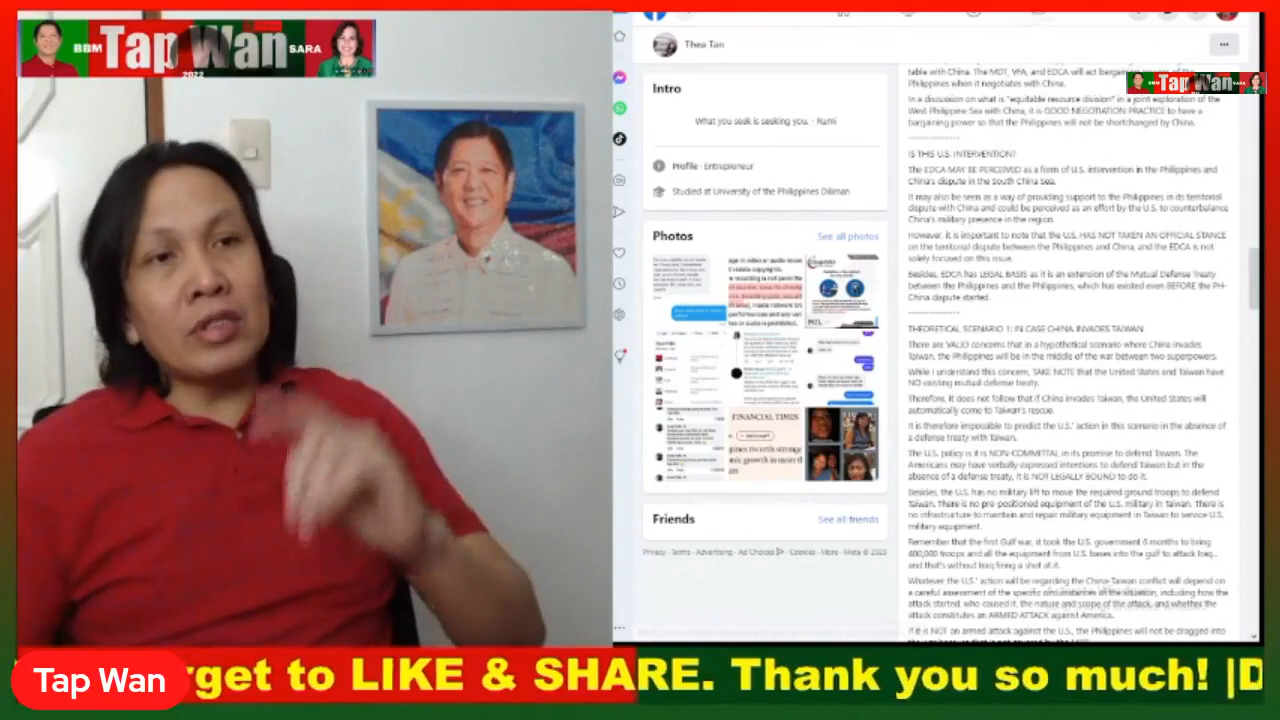 BBM Tap Wan SARA
2022
Thea Tan
...
Intro
What you seek is seeking you. - Rumi
Profile · Entrepreneur
Studied at University of the Philippines Diliman
Photos
See all photos
FINANCIAL TIMES
Friends
See all friends
Privacy · Terms · Advertising · Ad Choices · Cookies · More · Meta © 2023
table with China. The MDT, VFA, and EDCA will act
Philippines when it negotiates with China.
Tap Wan
In a discussion on what is "equitable resource division" in a joint exploration of the
West Philippine Sea with China, it is GOOD NEGOTIATION PRACTICE to have a
bargaining power so that the Philippines will not be shortchanged by China.
---------------
IS THIS U.S. INTERVENTION?
The EDCA MAY BE PERCEIVED as a form of U.S. intervention in the Philippines and
China's dispute in the South China Sea.
It may also be seen as a way of providing support to the Philippines in its territorial
dispute with China and could be perceived as an effort by the U.S. to counterbalance
China's military presence in the region.
However, it is important to note that the U.S. HAS NOT TAKEN AN OFFICIAL STANCE
on the territorial dispute between the Philippines and China, and the EDCA is not
solely focused on this issue.
Besides, EDCA has LEGAL BASIS as it is an extension of the Mutual Defense Treaty
between the Philippines and the Philippines, which has existed even BEFORE the PH-
China dispute started.
---------------
THEORETICAL SCENARIO 1: IN CASE CHINA INVADES TAIWAN
There are VALID concerns that in a hypothetical scenario where China invades
Taiwan, the Philippines will be in the middle of the war between two superpowers.
While I understand this concern, TAKE NOTE that the United States and Taiwan have
NO existing mutual defense treaty.
Therefore, it does not follow that if China invades Taiwan, the United States will
automatically come to Taiwan's rescue.
It is therefore impossible to predict the U.S.' action in this scenario in the absence of
a defense treaty with Taiwan.
The U.S. policy is it is NON-COMMITTAL in its promise to defend Taiwan. The
Americans may have verbally expressed intentions to defend Taiwan but in the
absence of a defense treaty, it is NOT LEGALLY BOUND to do it.
Besides, the U.S. has no military lift to move the required ground troops to defend
Taiwan. There is no pre-positioned equipment of the U.S. military in Taiwan. There is
no infrastructure to maintain and repair military equipment in Taiwan to service U.S.
military equipment.
Remember that the first Gulf war, it took the U.S. government 6 months to bring
400,000 troops and all the equipment from U.S. bases into the gulf to attack Iraq...
and that's without Iraq firing a shot at it.
Whatever the U.S.' action will be regarding the China-Taiwan conflict will depend on
a careful assessment of the specific circumstances of the situation, including how the
attack started, who caused it, the nature and scope of the attack, and whether the
attack constitutes an ARMED ATTACK against America.
If it is NOT an armed attack against the U.S., the Philippines will not be dragged into
Tap Wan
rget to LIKE & SHARE. Thank you so much! |D